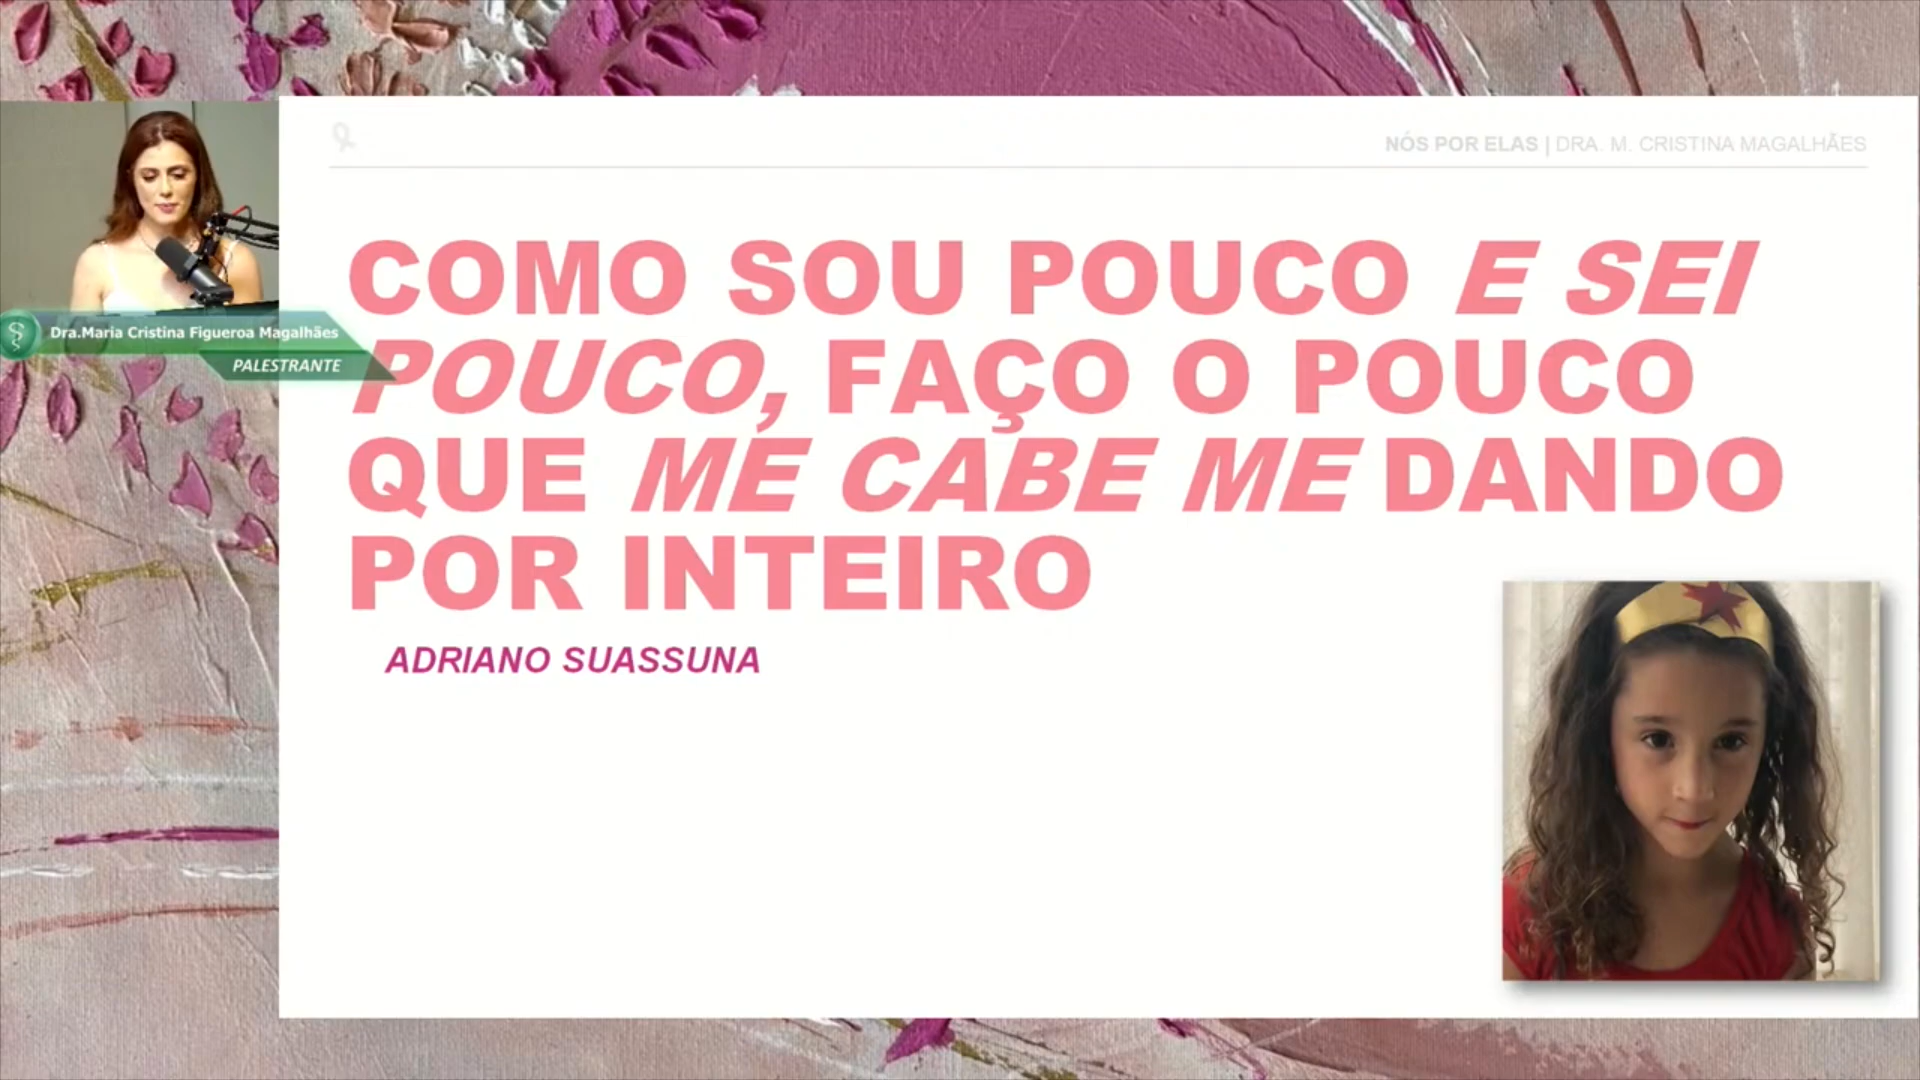 NÓS POR ELAS | DRA. M. CRISTINA MAGALHÃES
COMO SOU POUCO E SEI
POUCO, FAÇO O POUCO
QUE ME CABE ME DANDO
POR INTEIRO
ADRIANO SUASSUNA
Dra.Maria Cristina Figueroa Magalhães
PALESTRANTE